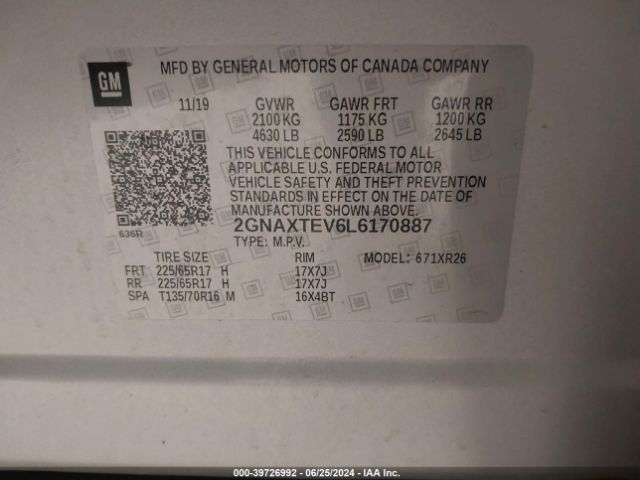 GM
MFD BY GENERAL MOTORS OF CANADA COMPANY
11/19 GVWR GAWR FRT GAWR RR
2100 KG 1175 KG 1200 KG
4630 LB 2590 LB 2645 LB
THIS VEHICLE CONFORMS TO ALL
APPLICABLE U.S. FEDERAL MOTOR
VEHICLE SAFETY AND THEFT PREVENTION
STANDARDS IN EFFECT ON THE DATE OF
MANUFACTURE SHOWN ABOVE.
636R
2GNAXTEV6L6170887
TYPE: M.P.V.
TIRE SIZE RIM MODEL: 671XR26
FRT 225/65R17 H 17X7J
RR 225/65R17 H 17X7J
SPA T135/70R16 M 16X4BT
000-39726992 / 06/25/2024 - IAA Inc.